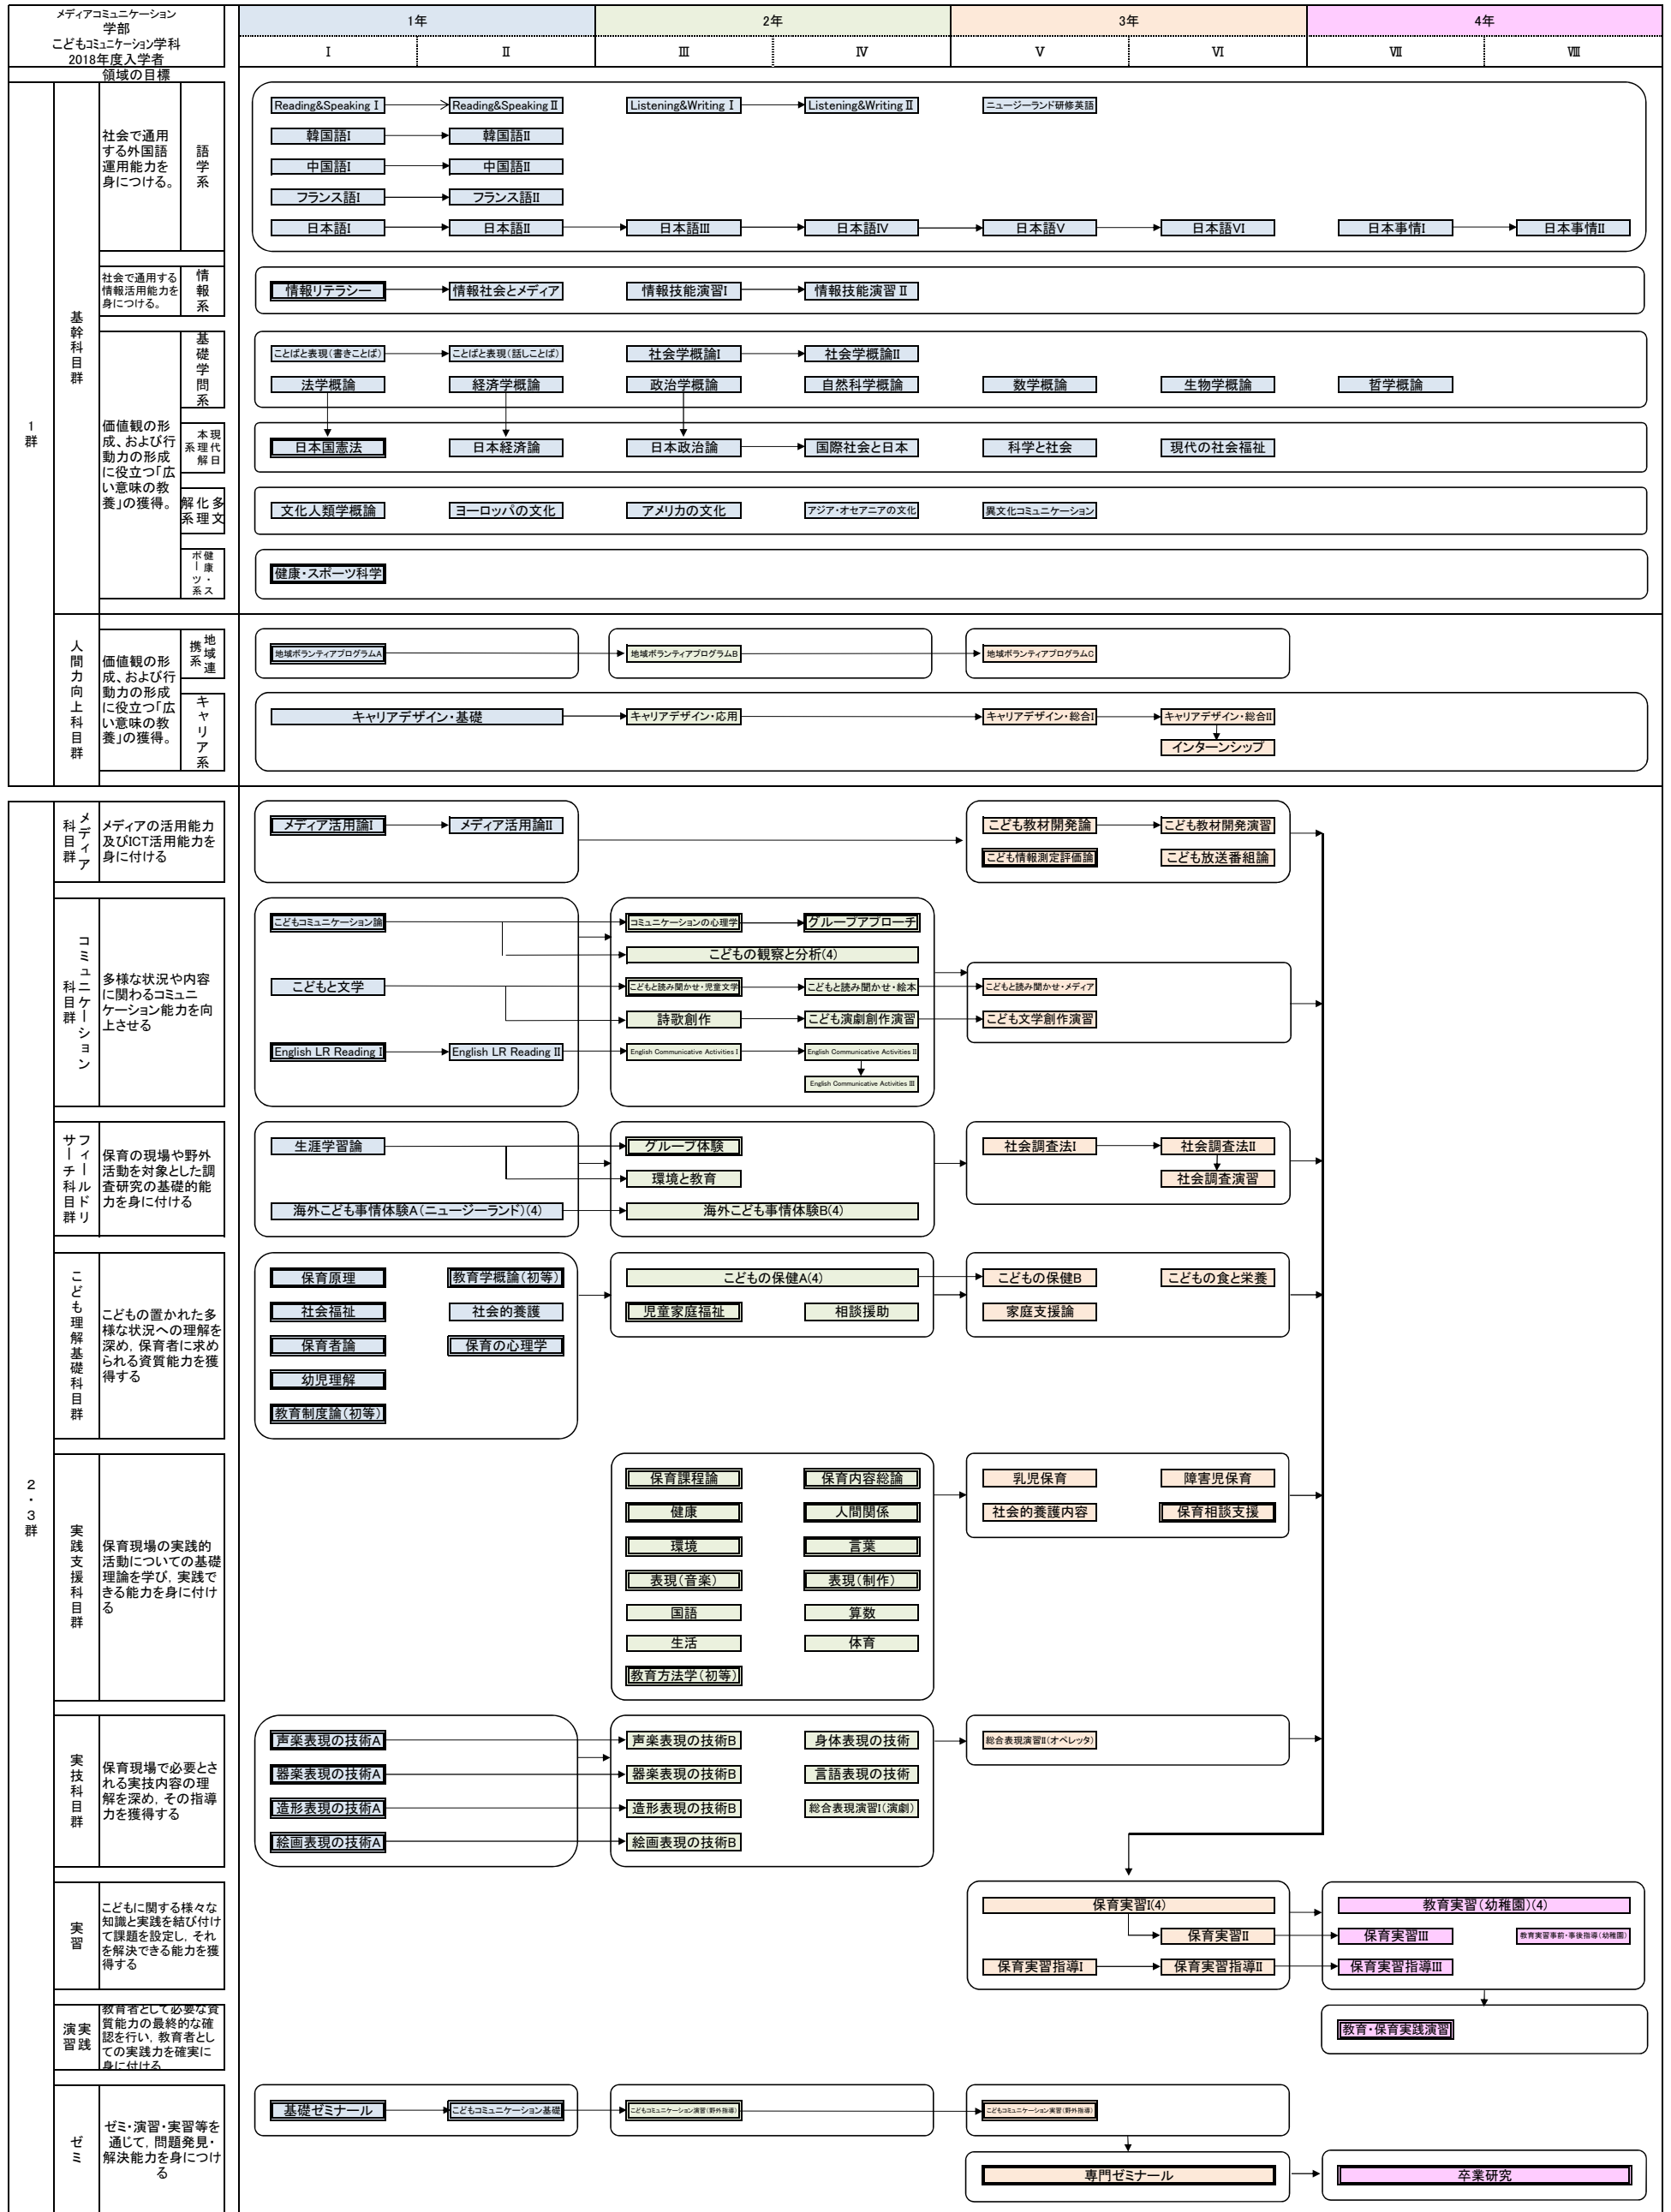 メディアコミュニケーション
学部
こどもコミュニケーション学科
2018年度入学者
領域の目標
1年
2年
3年
4年
Ⅰ
Ⅱ
Ⅲ
Ⅳ
Ⅴ
Ⅵ
Ⅶ
Ⅷ
1群
基幹科目群
社会で通用
する外国語
運用能力を
身につける。
語学系
Reading&Speaking Ⅰ
Reading&Speaking Ⅱ
Listening&Writing Ⅰ
Listening&Writing Ⅱ
ニュージーランド研修英語
韓国語Ⅰ
韓国語Ⅱ
中国語Ⅰ
中国語Ⅱ
フランス語Ⅰ
フランス語Ⅱ
日本語Ⅰ
日本語Ⅱ
日本語Ⅲ
日本語Ⅳ
日本語Ⅴ
日本語Ⅵ
日本事情Ⅰ
日本事情Ⅱ
社会で通用する
情報活用能力を
身につける。
情報系
情報リテラシー
情報社会とメディア
情報技能演習Ⅰ
情報技能演習Ⅱ
価値観の形
成、および行
動力の形成
に役立つ「広
い意味の教
養」の獲得。
基礎学問系
ことばと表現(書きことば)
ことばと表現(話しことば)
社会学概論Ⅰ
社会学概論Ⅱ
法学概論
経済学概論
政治学概論
自然科学概論
数学概論
生物学概論
哲学概論
現代日本理解系
日本国憲法
日本経済論
日本政治論
国際社会と日本
科学と社会
現代の社会福祉
多文化理解系
文化人類学概論
ヨーロッパの文化
アメリカの文化
アジア・オセアニアの文化
異文化コミュニケーション
健康・スポーツ系
健康・スポーツ科学
人間力向上科目群
価値観の形
成、および行
動力の形成
に役立つ「広
い意味の教
養」の獲得。
地域連携系
地域ボランティアプログラムA
地域ボランティアプログラムB
地域ボランティアプログラムC
キャリア系
キャリアデザイン・基礎
キャリアデザイン・応用
キャリアデザイン・総合Ⅰ
キャリアデザイン・総合Ⅱ
インターンシップ
2・3群
メディア科目群
メディアの活用能力
及びICT活用能力を
身に付ける
メディア活用論Ⅰ
メディア活用論Ⅱ
こども教材開発論
こども教材開発演習
こども情報測定評価論
こども放送番組論
コミュニケーション科目群
多様な状況や内容
に関わるコミュニ
ケーション能力を向
上させる
こどもコミュニケーション論
コミュニケーションの心理学
グループアプローチ
こどもの観察と分析(4)
こどもと文学
こどもと読み聞かせ・児童文学
こどもと読み聞かせ・絵本
こどもと読み聞かせ・メディア
詩歌創作
こども演劇創作演習
こども文学創作演習
English LR Reading Ⅰ
English LR Reading Ⅱ
English Communicative Activities Ⅰ
English Communicative Activities Ⅱ
English Communicative Activities Ⅲ
フィールドリサーチ科目群
保育の現場や野外
活動を対象とした調
査研究の基礎的能
力を身に付ける
生涯学習論
グループ体験
社会調査法Ⅰ
社会調査法Ⅱ
環境と教育
社会調査演習
海外こども事情体験A(ニュージーランド)(4)
海外こども事情体験B(4)
こども理解基礎科目群
こどもの置かれた多
様な状況への理解を
深め,保育者に求め
られる資質能力を獲
得する
保育原理
教育学概論(初等)
こどもの保健A(4)
こどもの保健B
こどもの食と栄養
社会福祉
社会的養護
児童家庭福祉
相談援助
家庭支援論
保育者論
保育の心理学
幼児理解
教育制度論(初等)
実践支援科目群
保育現場の実践的
活動についての基礎
理論を学び,実践で
きる能力を身に付け
る
保育課程論
保育内容総論
乳児保育
障害児保育
健康
人間関係
社会的養護内容
保育相談支援
環境
言葉
表現(音楽)
表現(制作)
国語
算数
生活
体育
教育方法学(初等)
実技科目群
保育現場で必要とさ
れる実技内容の理
解を深め,その指導
力を獲得する
声楽表現の技術A
声楽表現の技術B
身体表現の技術
総合表現演習Ⅱ(オペレッタ)
器楽表現の技術A
器楽表現の技術B
言語表現の技術
造形表現の技術A
造形表現の技術B
総合表現演習Ⅰ(演劇)
絵画表現の技術A
絵画表現の技術B
実習
こどもに関する様々な
知識と実践を結び付け
て課題を設定し,それ
を解決できる能力を獲
得する
保育実習Ⅰ(4)
教育実習(幼稚園)(4)
保育実習Ⅱ
保育実習Ⅲ
教育実習事前・事後指導(幼稚園)
保育実習指導Ⅰ
保育実習指導Ⅱ
保育実習指導Ⅲ
実践演習
教育者として必要な資
質能力の最終的な確
認を行い,教育者とし
ての実践力を確実に
身に付ける
教育・保育実践演習
ゼミ
ゼミ・演習・実習等を
通じて,問題発見・
解決能力を身につけ
る
基礎ゼミナール
こどもコミュニケーション基礎
こどもコミュニケーション演習(野外指導)
こどもコミュニケーション実習(野外指導)
専門ゼミナール
卒業研究